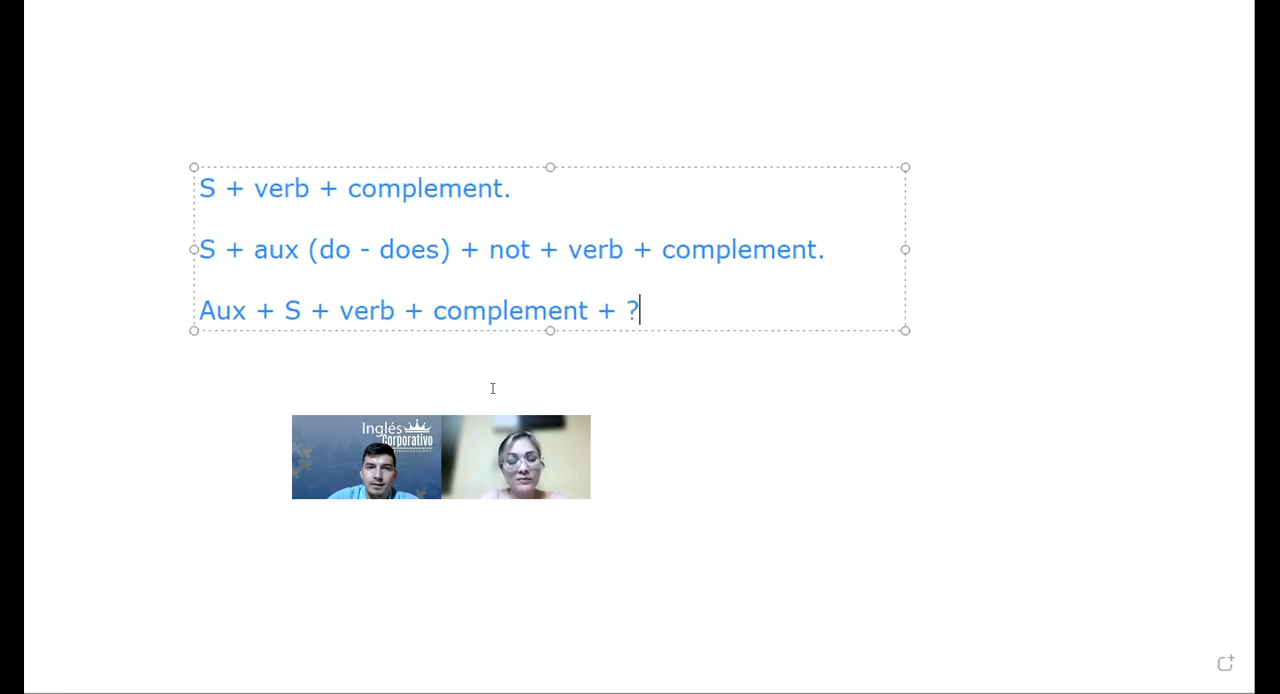 S + verb + complement.
S + aux (do - does) + not + verb + complement.
Aux + S + verb + complement + ?
Inglés
Corporativo